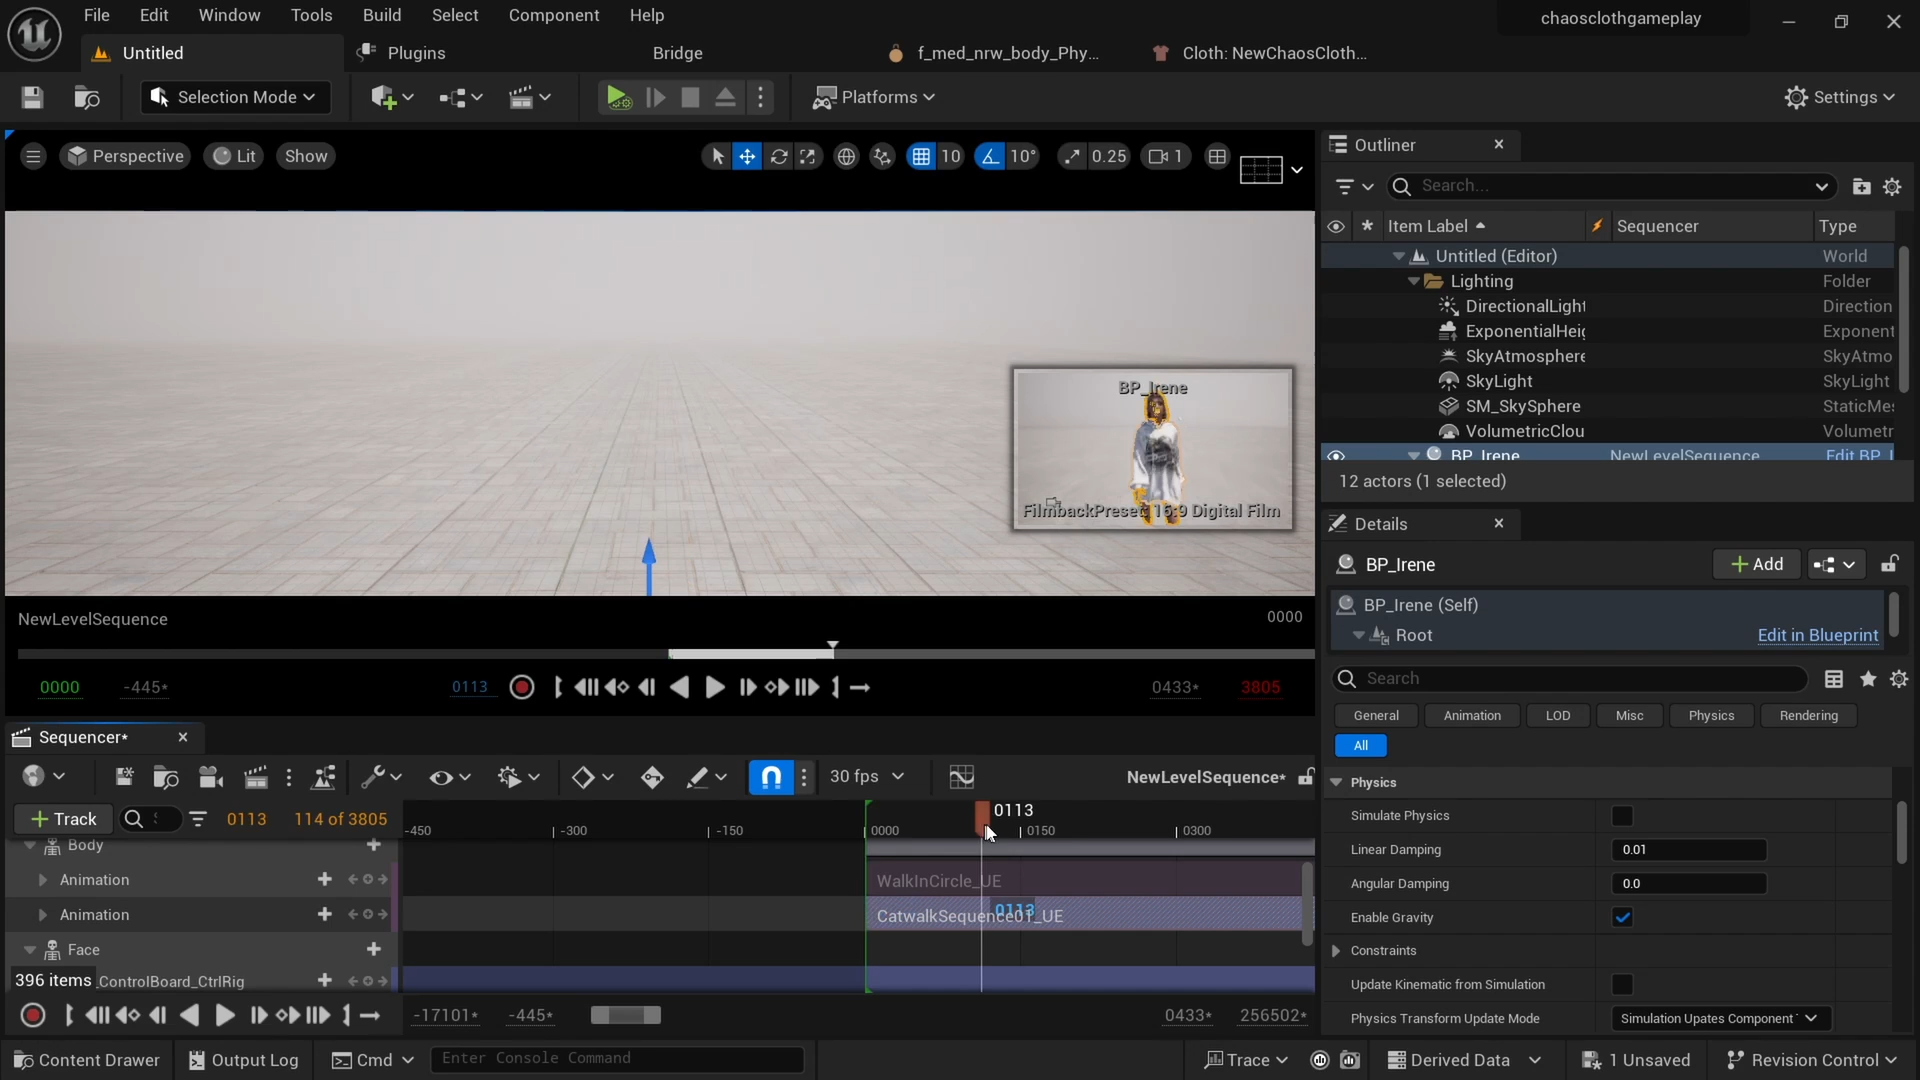 File Edit Window Tools Build Select Component Help
chaosclothgameplay
Untitled
Plugins
Bridge
f_med_nrw_body_Phy...
Cloth: NewChaosCloth...
Selection Mode
Platforms
Settings
Perspective
Lit
Show
10
10°
0.25
1
BP_Irene
FilmbackPreset: 16:9 Digital Film
NewLevelSequence
0000
0000
-445*
0113
0433*
3805
Sequencer*
30 fps
NewLevelSequence*
Track
0113
114 of 3805
0113
-450
-300
-150
0000
0150
0300
Body
Animation
WalkInCircle_UE
Animation
0113
CatwalkSequence01_UE
Face
396 items
ControlBoard_CtrlRig
-17101*
-445*
0433*
256502*
Outliner
Search...
Item Label
Sequencer
Type
Untitled (Editor)
World
Lighting
Folder
DirectionalLight
Direction
ExponentialHeig
Exponent
SkyAtmosphere
SkyAtmo
SkyLight
SkyLight
SM_SkySphere
StaticMes
VolumetricClou
Volumetr
BP_Irene
NewLevelSequence
Edit BP_I
12 actors (1 selected)
Details
BP_Irene
Add
BP_Irene (Self)
Root
Edit in Blueprint
Search
General
Animation
LOD
Misc
Physics
Rendering
All
Physics
Simulate Physics
Linear Damping
0.01
Angular Damping
0.0
Enable Gravity
Constraints
Update Kinematic from Simulation
Physics Transform Update Mode
Simulation Upates Component
Content Drawer
Output Log
Cmd
Enter Console Command
Trace
Derived Data
1 Unsaved
Revision Control